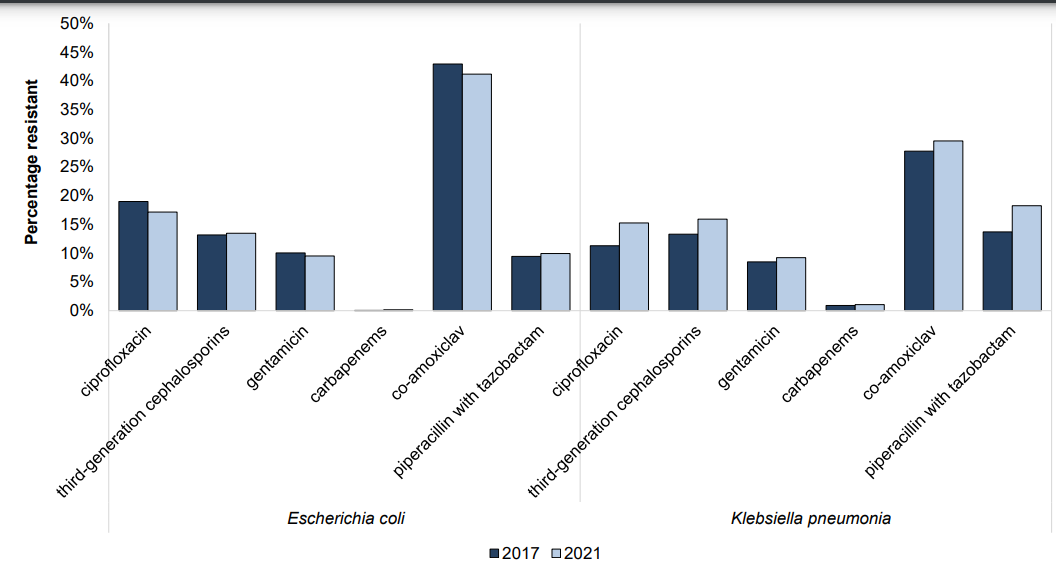 Percentage resistant
50%
45%
40%
35%
30%
25%
20%
15%
10%
5%
0%
ciprofloxacin
third-generation cephalosporins
gentamicin
carbapenems
co-amoxiclav
piperacillin with tazobactam
ciprofloxacin
third-generation cephalosporins
gentamicin
carbapenems
co-amoxiclav
piperacillin with tazobactam
Escherichia coli
Klebsiella pneumonia
2017
2021